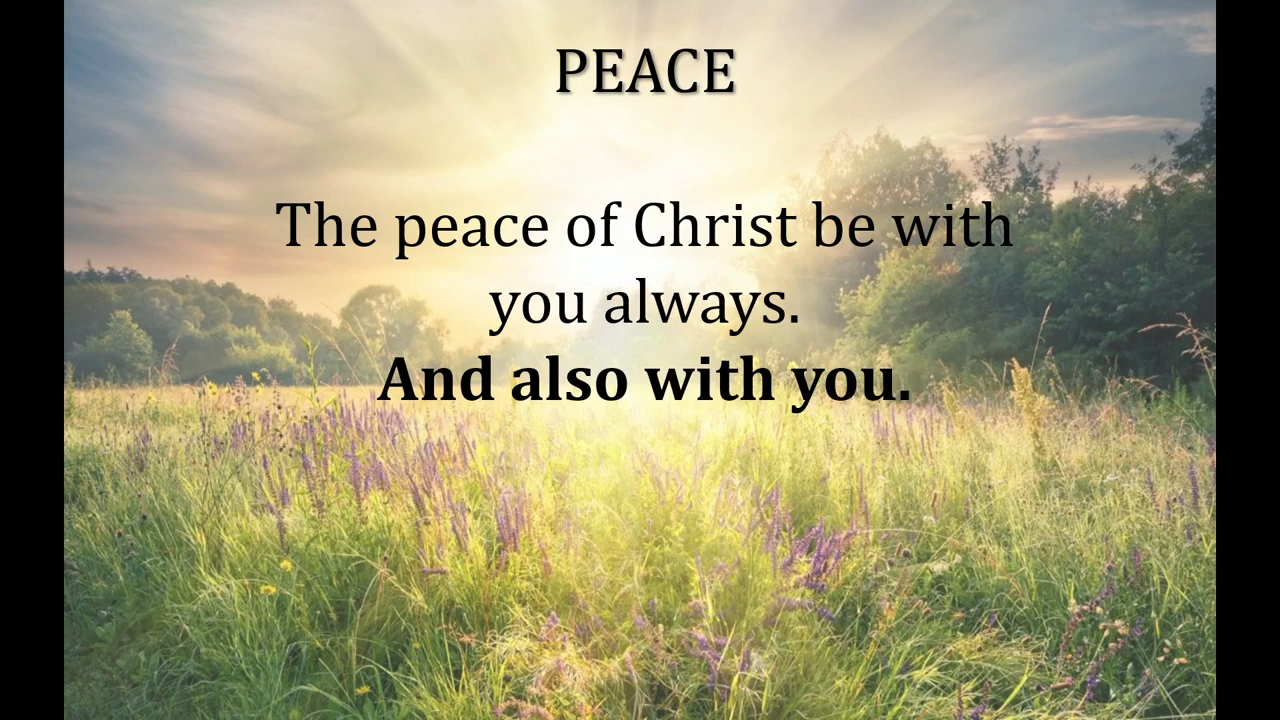 PEACE
The peace of Christ be with
you always.
And also with you.